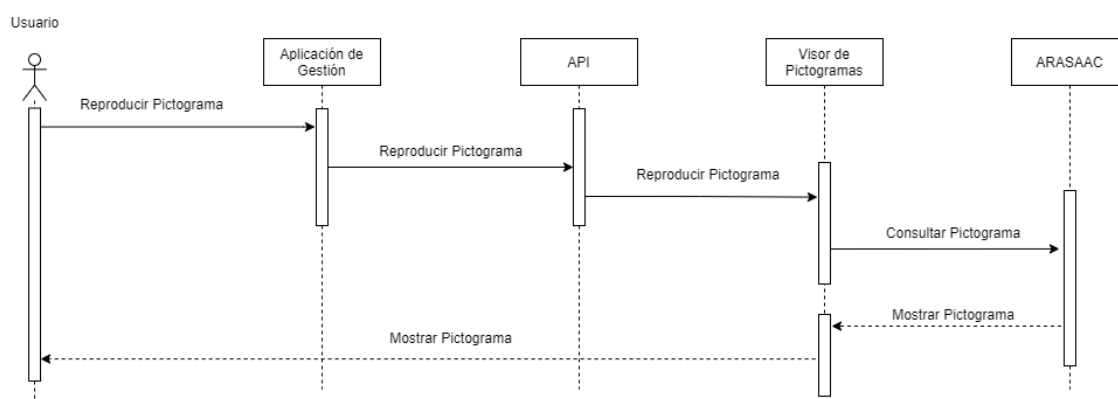 Usuario
Aplicación de
Gestión
API
Visor de
Pictogramas
ARASAAC
Reproducir Pictograma
Reproducir Pictograma
Reproducir Pictograma
Consultar Pictograma
Mostrar Pictograma
Mostrar Pictograma